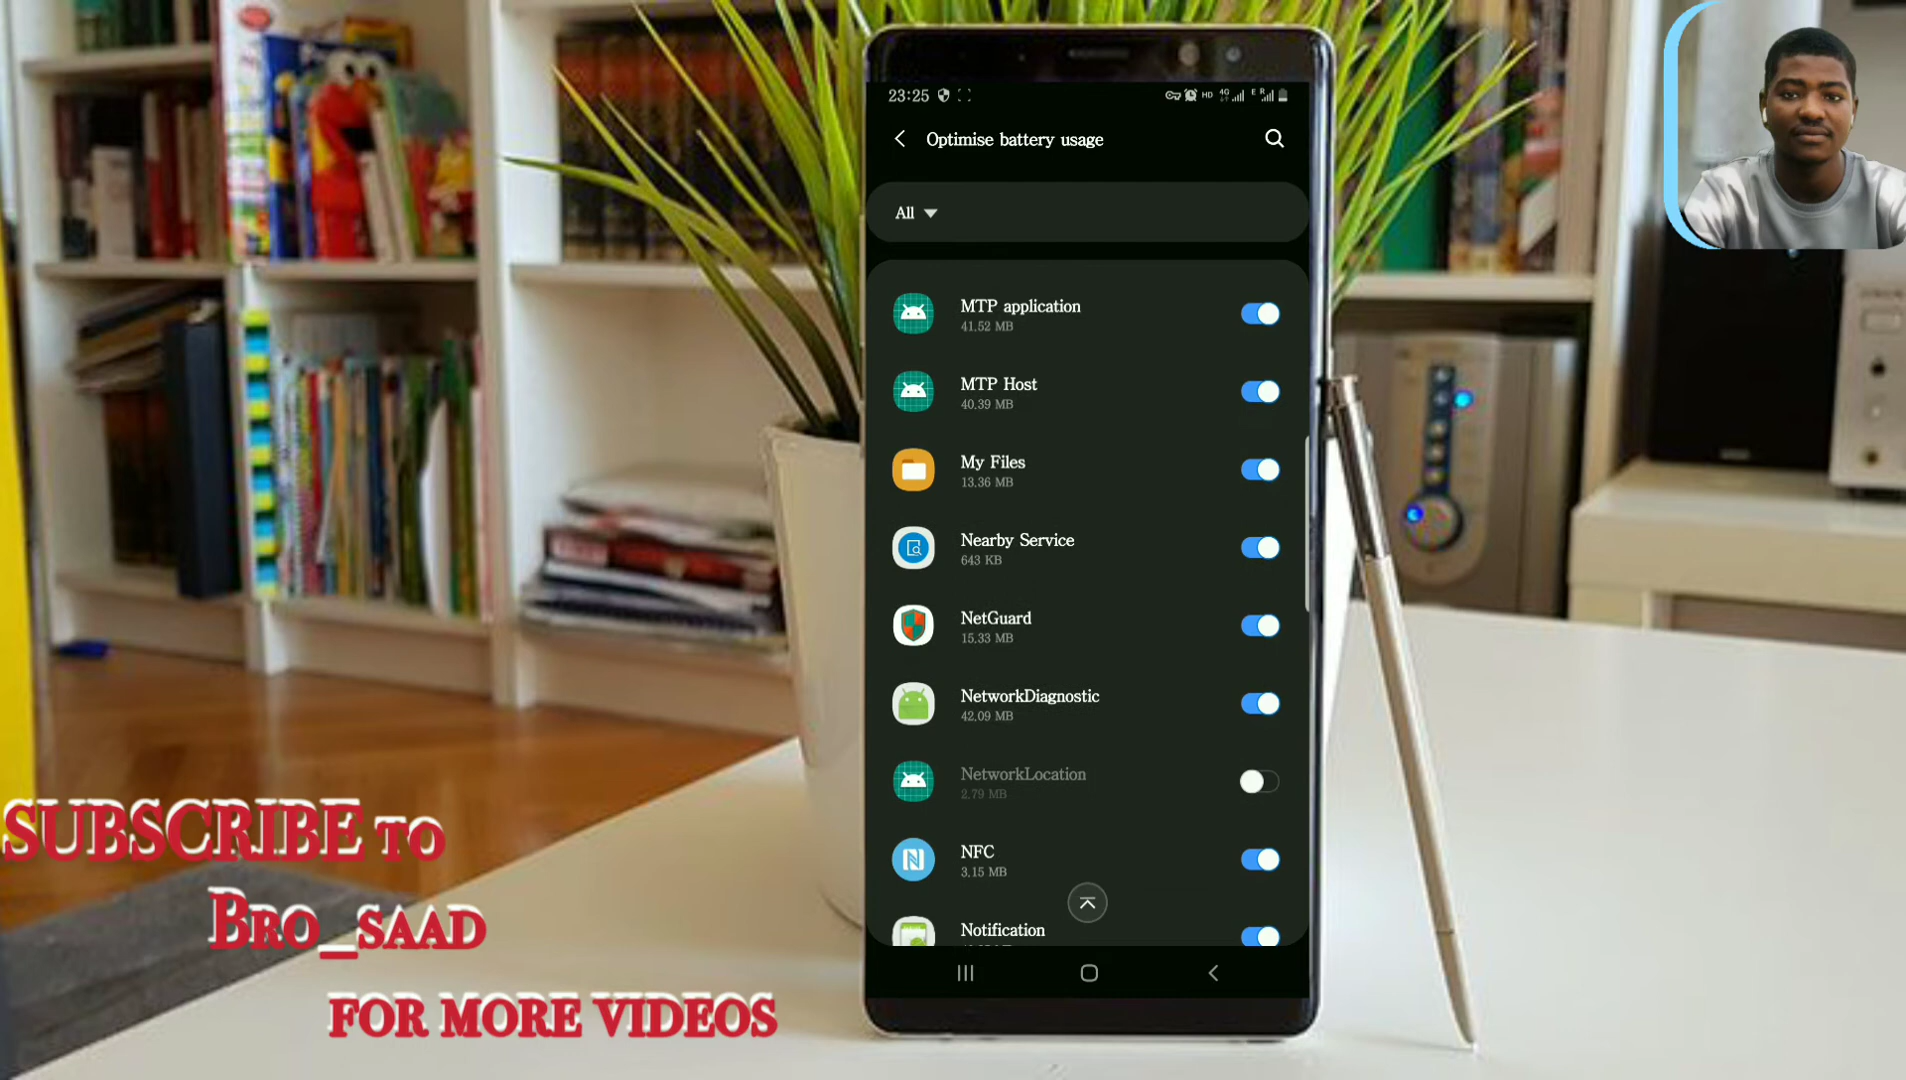 23:25
HD 4G E R
Optimise battery usage
All
MTP application
41.52 MB
MTP Host
40.39 MB
My Files
13.36 MB
Nearby Service
643 KB
NetGuard
15.33 MB
NetworkDiagnostic
42.09 MB
NetworkLocation
2.79 MB
NFC
3.15 MB
Notification
SUBSCRIBE TO
BRO_SAAD
FOR MORE VIDEOS